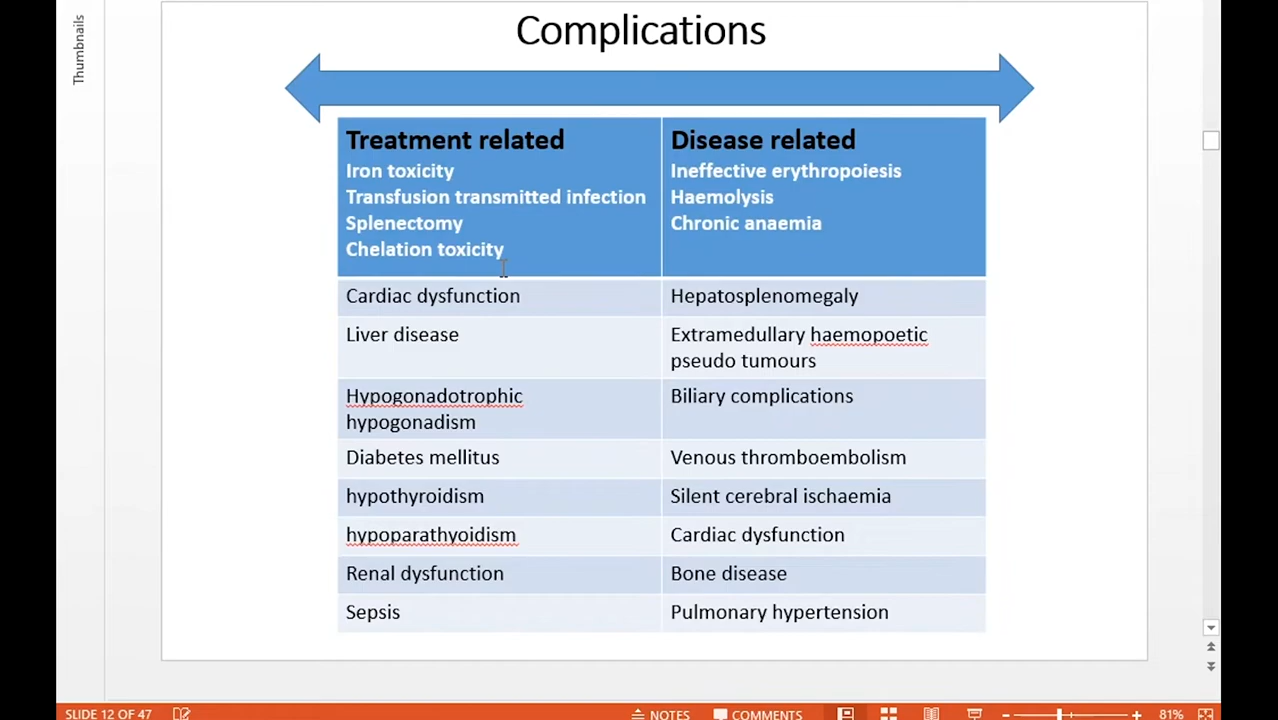 Thumbnails
Complications
Treatment related
Iron toxicity
Transfusion transmitted infection
Splenectomy
Chelation toxicity
Disease related
Ineffective erythropoiesis
Haemolysis
Chronic anaemia
Cardiac dysfunction
Hepatosplenomegaly
Liver disease
Extramedullary haemopoetic
pseudo tumours
Hypogonadotrophic
hypogonadism
Biliary complications
Diabetes mellitus
Venous thromboembolism
hypothyroidism
Silent cerebral ischaemia
hypoparathyoidism
Cardiac dysfunction
Renal dysfunction
Bone disease
Sepsis
Pulmonary hypertension
SLIDE 12 OF 47
NOTES
COMMENTS
81%